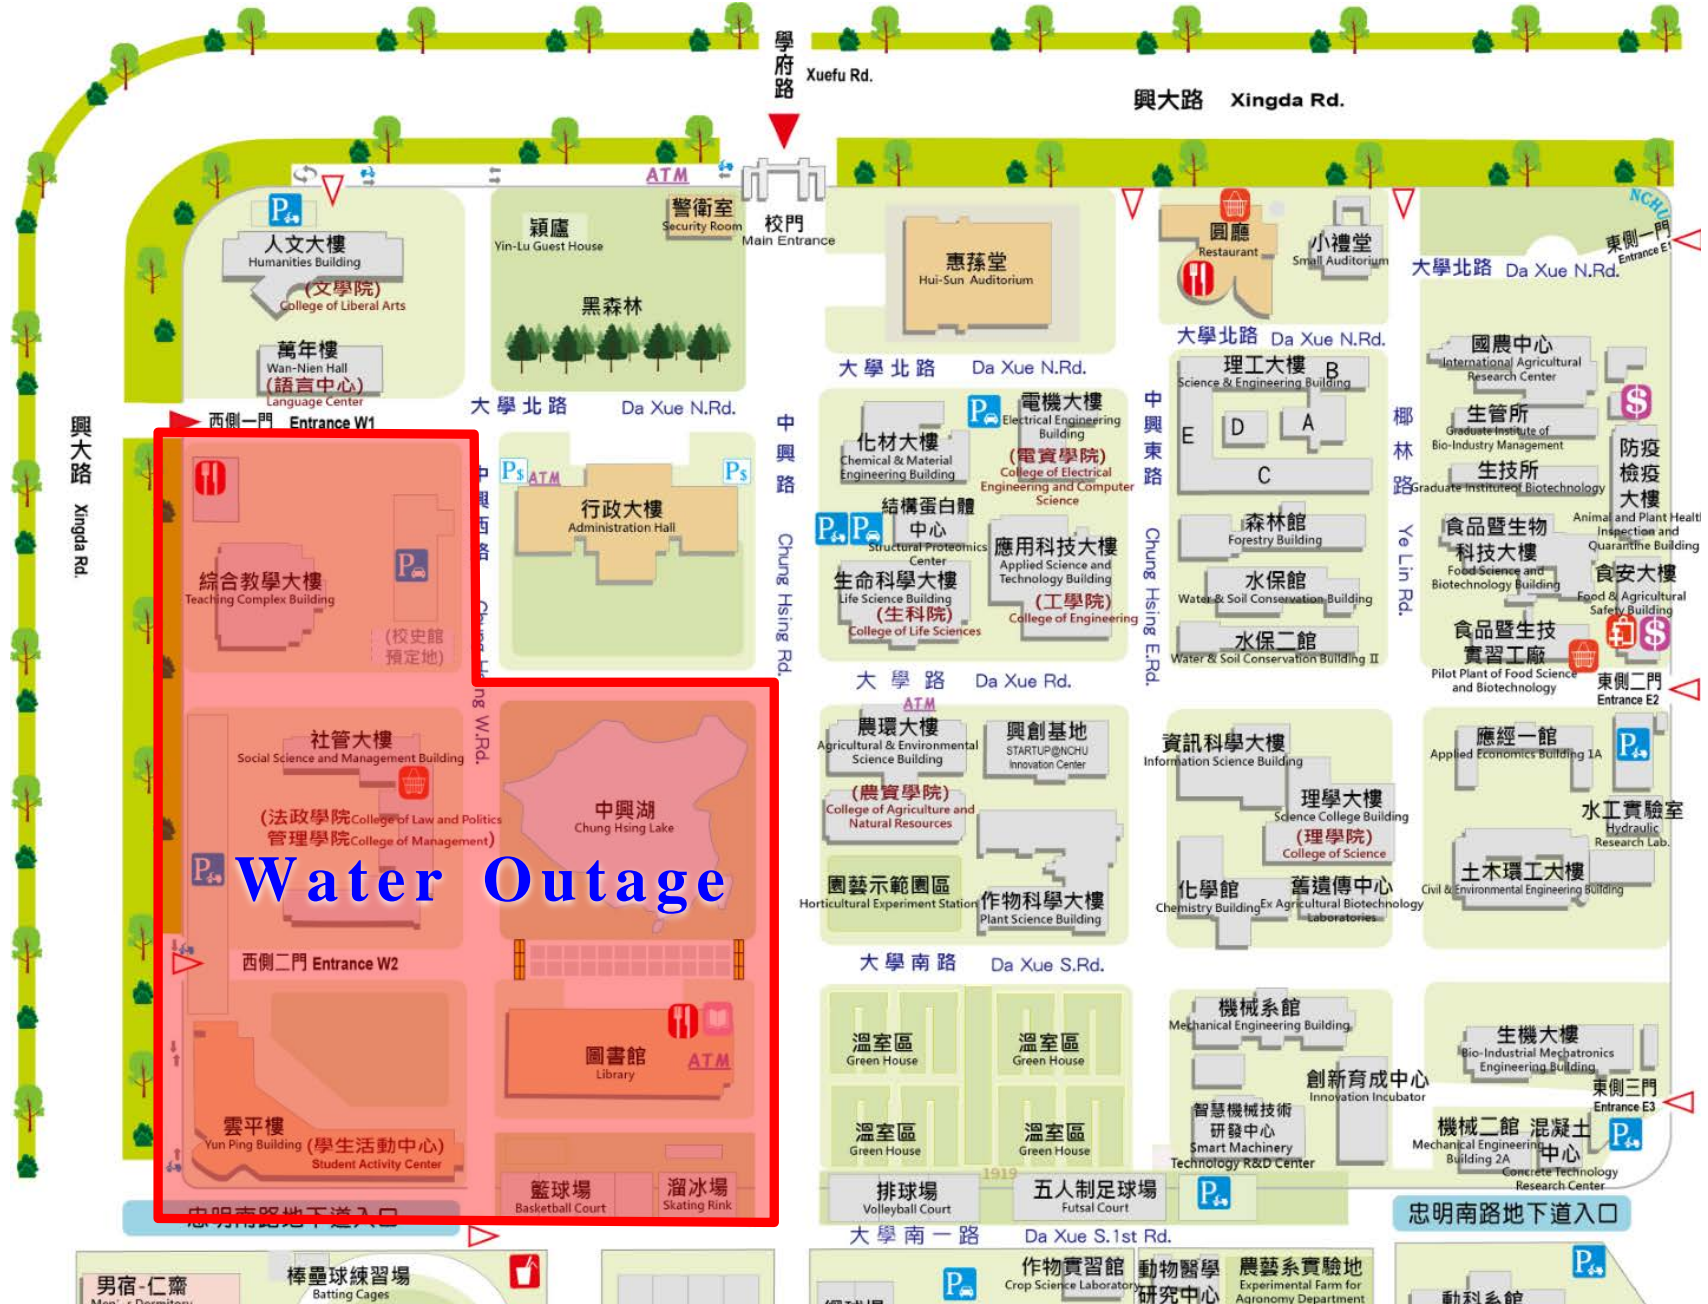 學府路
Xuefu Rd.
興大路 Xingda Rd.
ATM
人文大樓
Humanities Building
(文學院)
College of Liberal Arts
萬年樓
Wan-Nien Hall
(語言中心)
Language Center
西側一門 Entrance W1
興大路 Xingda Rd.
穎廬
Yin-Lu Guest House
警衛室
Security Room
校門
Main Entrance
黑森林
大學北路 Da Xue N.Rd.
惠蓀堂
Hui-Sun Auditorium
大學北路 Da Xue N.Rd.
圓廳
Restaurant
小禮堂
Small Auditorium
大學北路 Da Xue N.Rd.
NCHU
東側一門
Entrance E1
大學北路 Da Xue N.Rd.
中興西路
中興路 Chung Hsing Rd.
中興東路 Chung Hsing E.Rd.
椰林路 Ye Lin Rd.
ATM
行政大樓
Administration Hall
綜合教學大樓
Teaching Complex Building
(校史館
預定地)
化材大樓
Chemical & Material
Engineering Building
電機大樓
Electrical Engineering
Building
(電資學院)
College of Electrical
Engineering and Computer
Science
結構蛋白體
中心
Structural Proteomics
Center
應用科技大樓
Applied Science and
Technology Building
(工學院)
College of Engineering
生命科學大樓
Life Science Building
(生科院)
College of Life Sciences
大學路 Da Xue Rd.
理工大樓
Science & Engineering Building
B
A
D
E
C
森林館
Forestry Building
水保館
Water & Soil Conservation Building
水保二館
Water & Soil Conservation Building II
國農中心
International Agricultural
Research Center
生管所
Graduate Institute of
Bio-Industry Management
生技所
Graduate Instituteof Biotechnology
防疫
檢疫
大樓
Animal and Plant Health
Inspection and
Quarantine Building
食品暨生物
科技大樓
Food Science and
Biotechnology Building
食安大樓
Food & Agricultural
Safety Building
食品暨生技
實習工廠
Pilot Plant of Food Science
and Biotechnology
東側二門
Entrance E2
社管大樓
Social Science and Management Building
(法政學院College of Law and Politics
管理學院College of Management)
W.Rd.
中興湖
Chung Hsing Lake
Water Outage
西側二門 Entrance W2
圖書館
Library
ATM
雲平樓
Yun Ping Building
(學生活動中心)
Student Activity Center
籃球場
Basketball Court
溜冰場
Skating Rink
忠明南路地下道入口
ATM
農環大樓
Agricultural & Environmental
Science Building
(農資學院)
College of Agriculture and
Natural Resources
興創基地
STARTUP@NCHU
Innovation Center
園藝示範園區
Horticultural Experiment Station
作物科學大樓
Plant Science Building
大學南路 Da Xue S.Rd.
資訊科學大樓
Information Science Building
理學大樓
Science College Building
(理學院)
College of Science
化學館
Chemistry Building
舊遺傳中心
Ex Agricultural Biotechnology
Laboratories
應經一館
Applied Economics Building 1A
水工實驗室
Hydraulic
Research Lab.
土木環工大樓
Civil & Environmental Engineering Building
溫室區
Green House
溫室區
Green House
溫室區
Green House
溫室區
Green House
1919
排球場
Volleyball Court
五人制足球場
Futsal Court
大學南一路 Da Xue S.1st Rd.
機械系館
Mechanical Engineering Building
創新育成中心
Innovation Incubator
智慧機械技術
研發中心
Smart Machinery
Technology R&D Center
生機大樓
Bio-Industrial Mechatronics
Engineering Building
東側三門
Entrance E3
機械二館
Mechanical Engineering
Building 2A
混凝土
中心
Concrete Technology
Research Center
忠明南路地下道入口
男宿-仁齋
棒壘球練習場
Batting Cages
作物實習館
Crop Science Laboratory
動物醫學
研究中心
農藝系實驗地
Experimental Farm for
Agronomy Department
動科系館